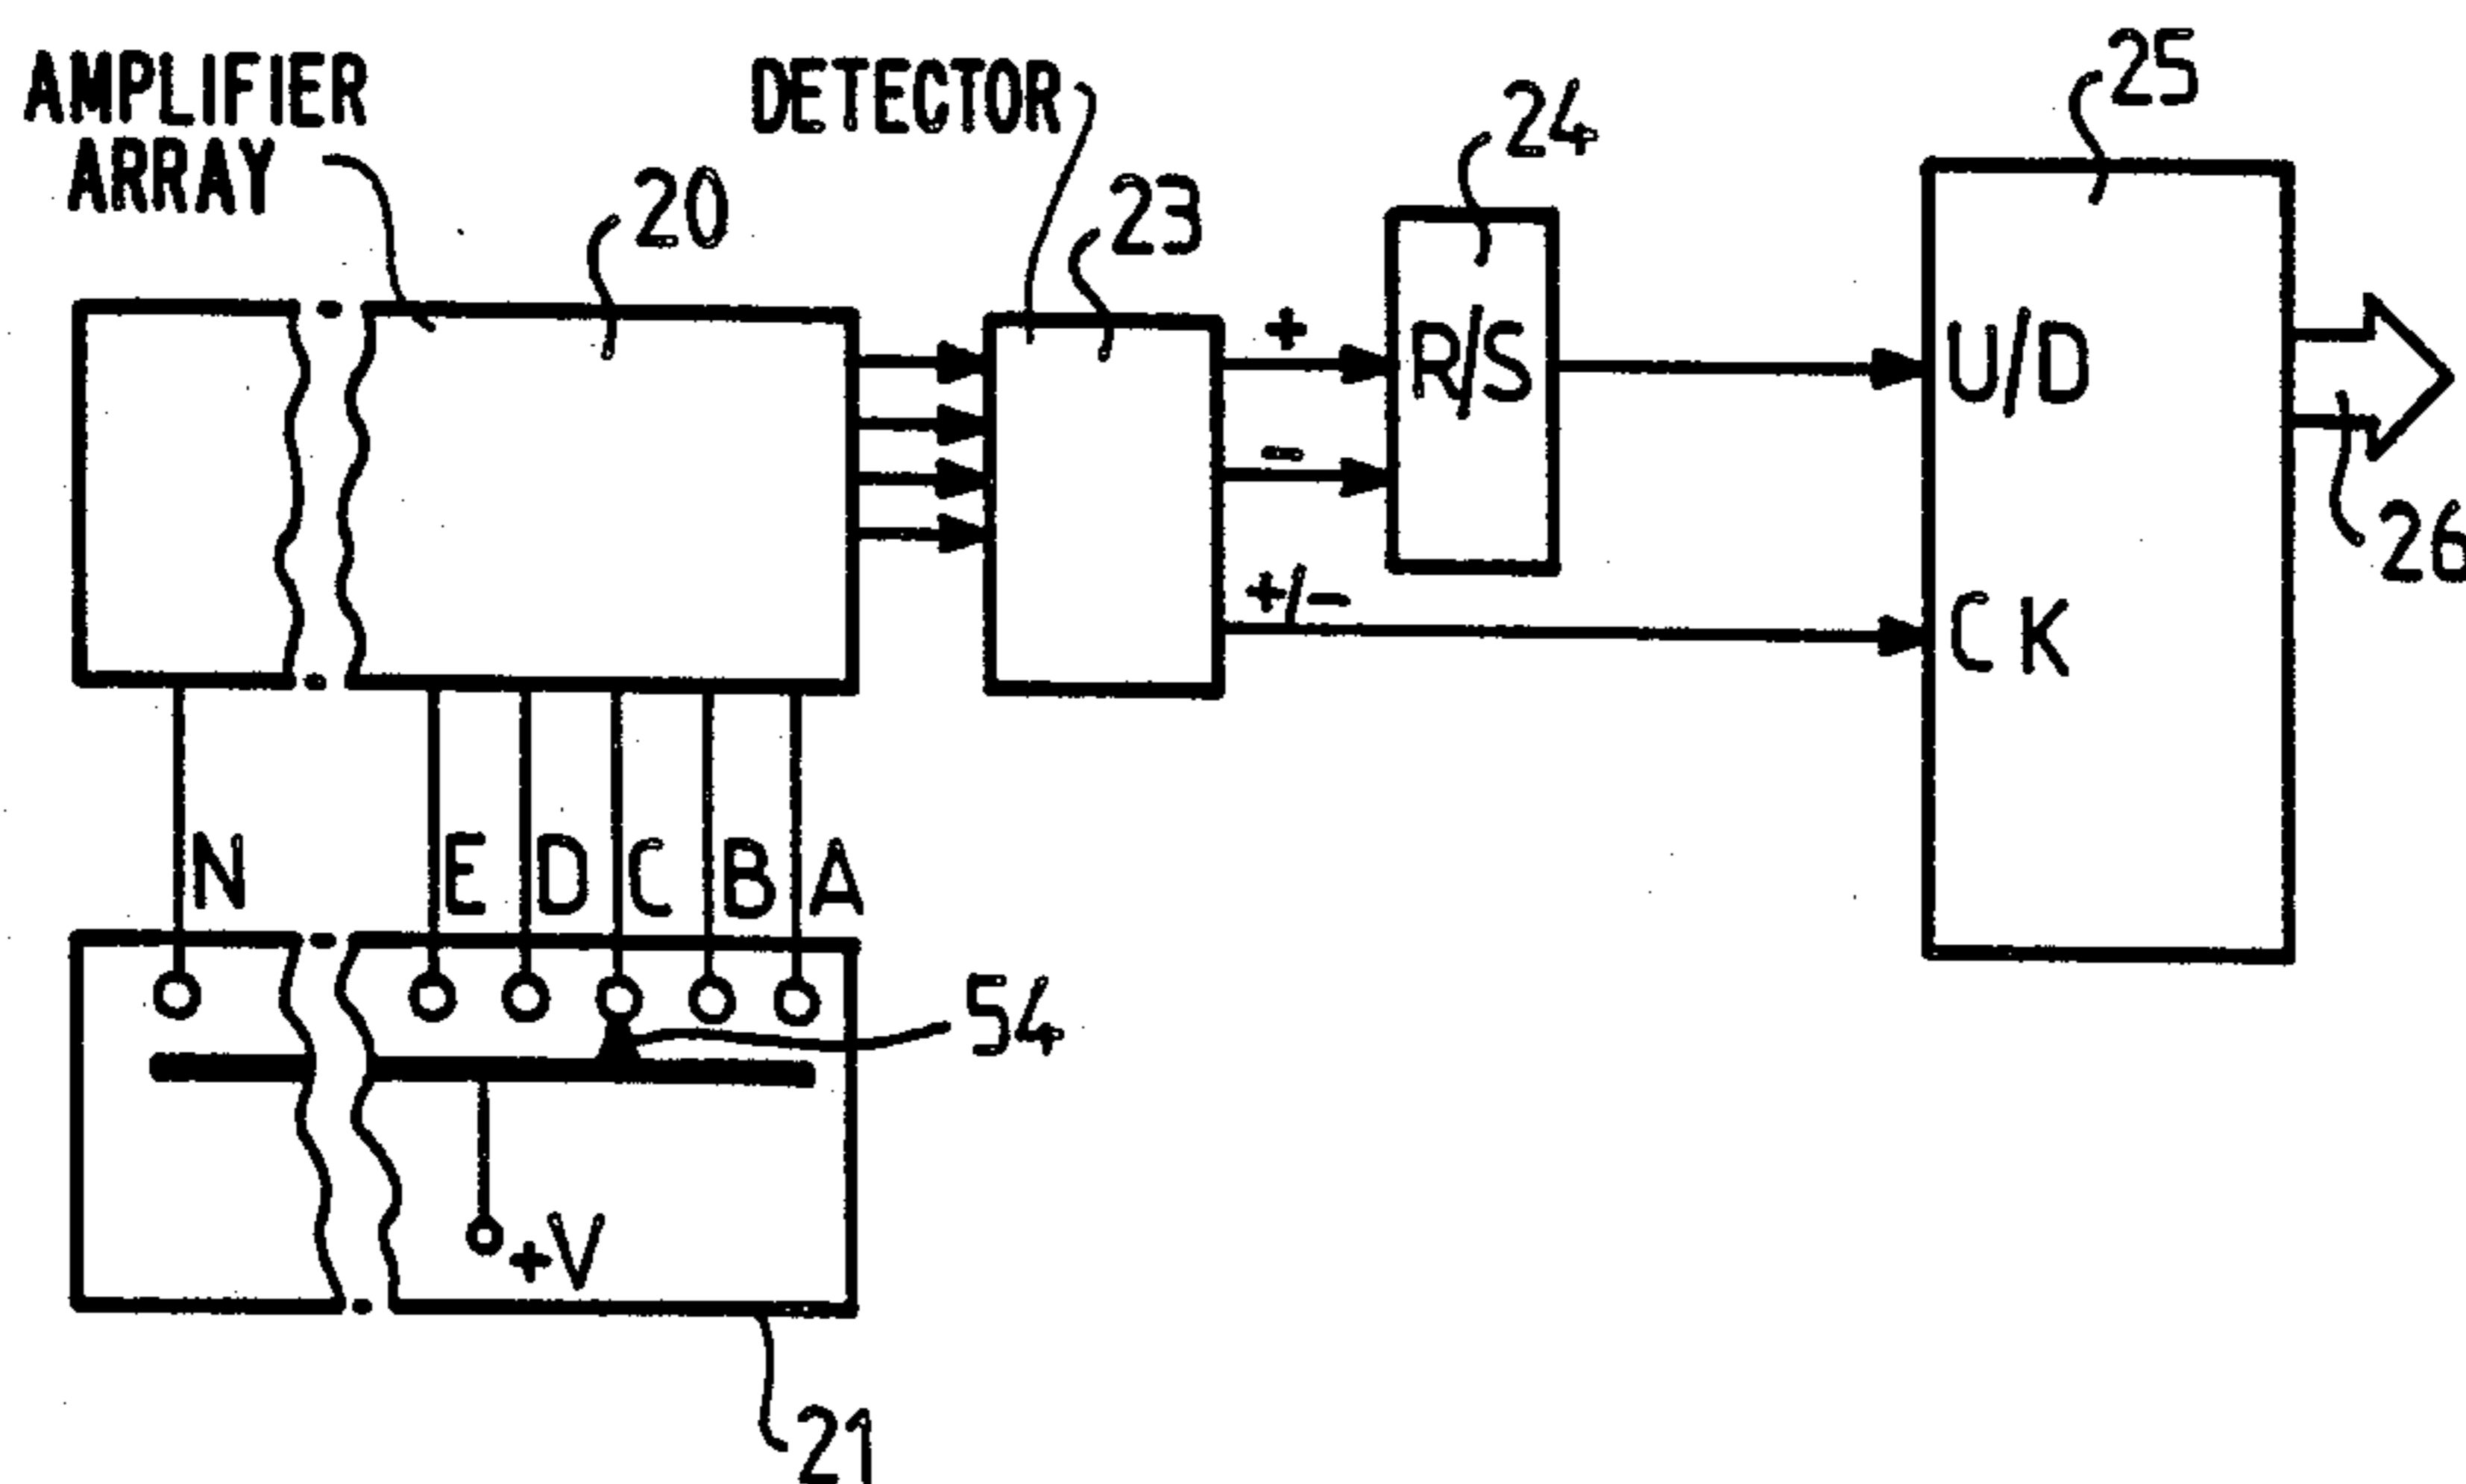 AMPLIFIER
ARRAY
DETECTOR
20
23
24
25
+
R/S
U/D
-
26
+/-
CK
N
E
D
C
B
A
54
+V
21